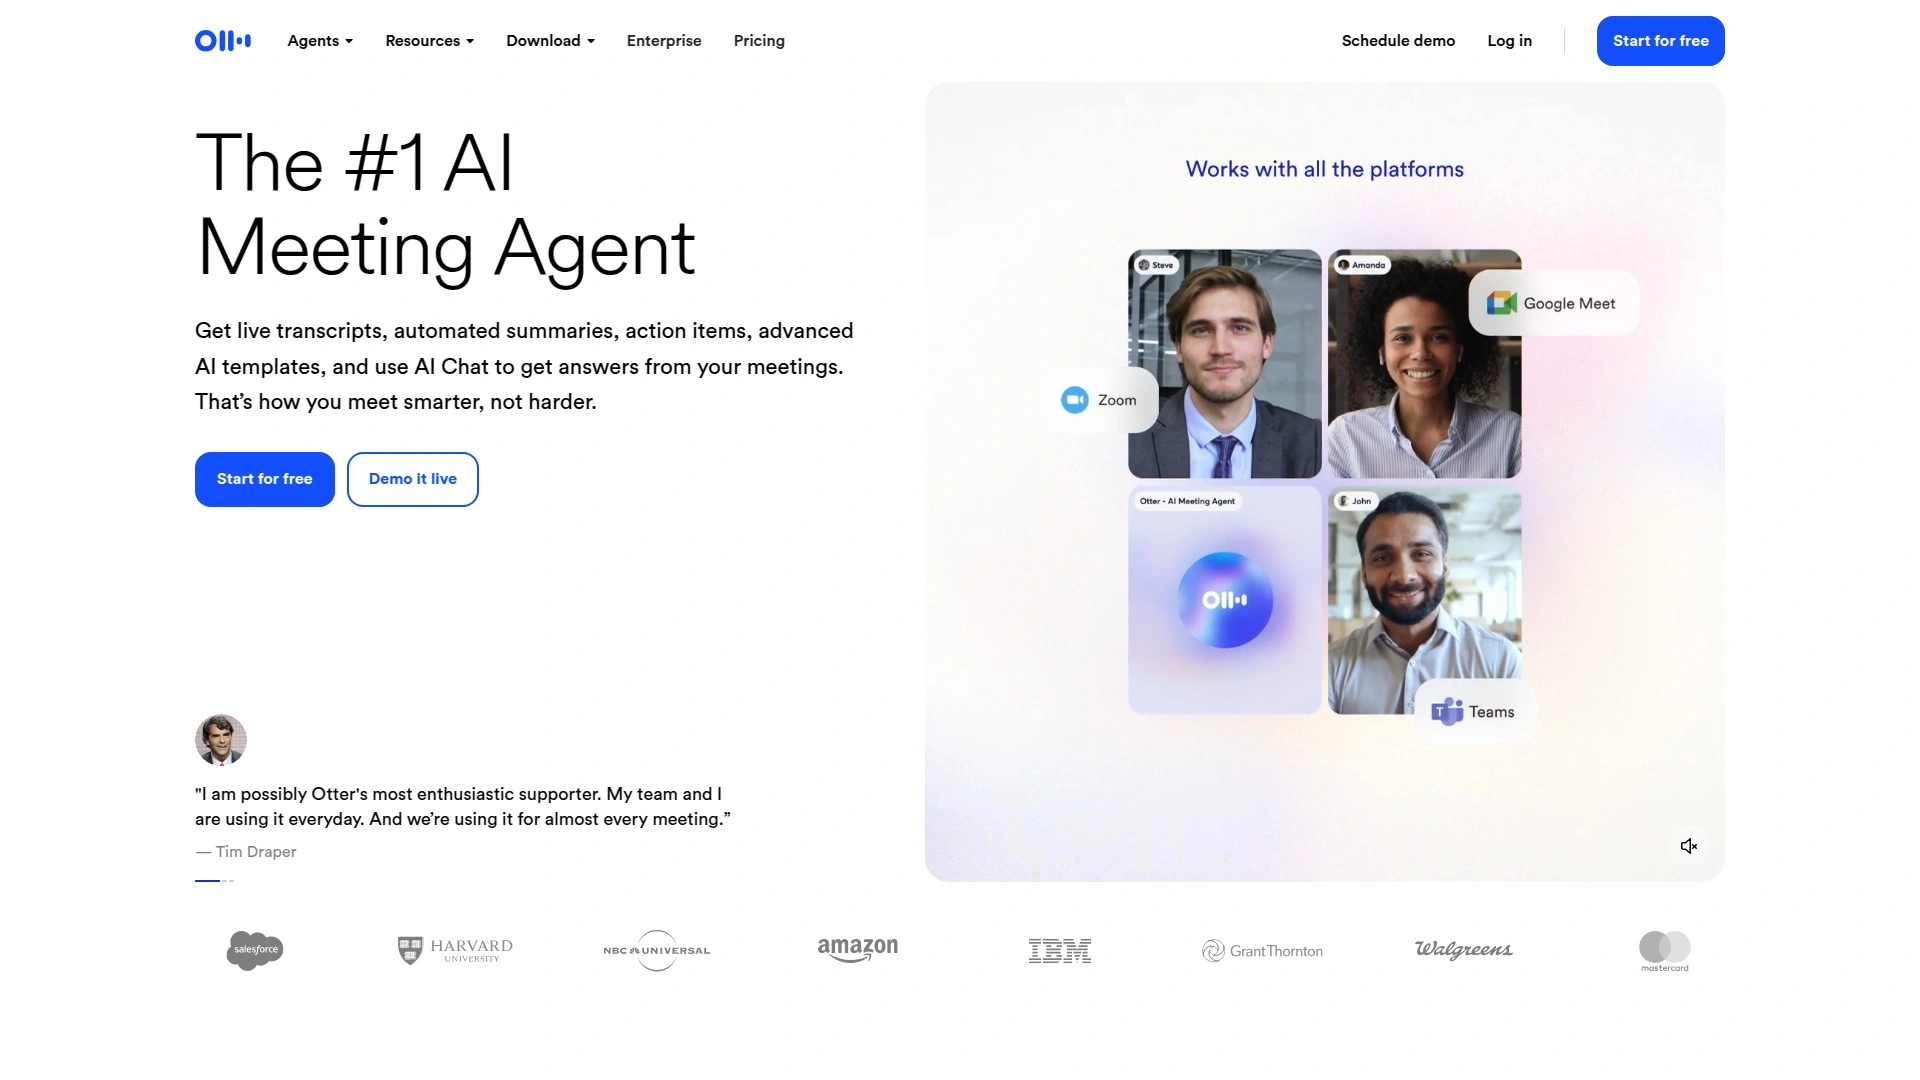 Agents
Resources
Download
Enterprise
Pricing
Schedule demo
Log in
Start for free
The #1 AI
Meeting Agent
Get live transcripts, automated summaries, action items, advanced
AI templates, and use AI Chat to get answers from your meetings.
That’s how you meet smarter, not harder.
Start for free
Demo it live
"I am possibly Otter's most enthusiastic supporter. My team and I
are using it everyday. And we’re using it for almost every meeting.”
— Tim Draper
Works with all the platforms
Steve
Amanda
Google Meet
Zoom
Otter - AI Meeting Agent
John
T
Teams
salesforce
HARVARD
UNIVERSITY
NBCUNIVERSAL
amazon
IBM
GrantThornton
Walgreens
mastercard